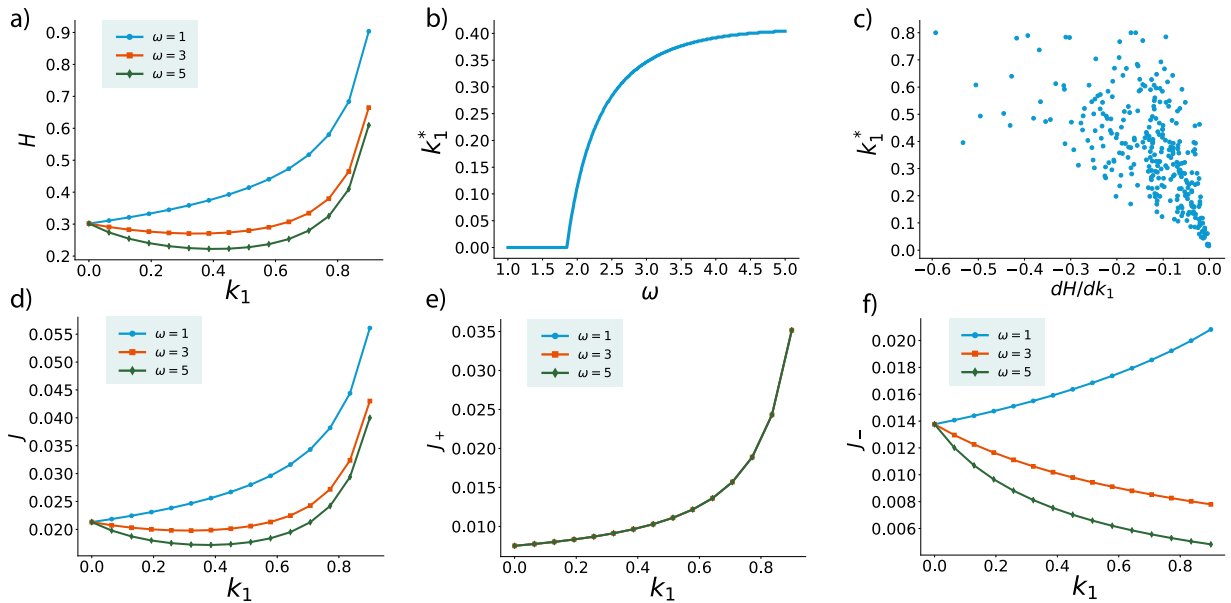 a)
ω = 1
ω = 3
ω = 5
H
0.9
0.8
0.7
0.6
0.5
0.4
0.3
0.2
0.0 0.2 0.4 0.6 0.8
k₁
b)
k₁*
0.40
0.35
0.30
0.25
0.20
0.15
0.10
0.05
0.00
1.0 1.5 2.0 2.5 3.0 3.5 4.0 4.5 5.0
ω
c)
k₁*
0.8
0.7
0.6
0.5
0.4
0.3
0.2
0.1
0.0
−0.6 −0.5 −0.4 −0.3 −0.2 −0.1 0.0
dH/dk₁
d)
ω = 1
ω = 3
ω = 5
J
0.055
0.050
0.045
0.040
0.035
0.030
0.025
0.020
0.0 0.2 0.4 0.6 0.8
k₁
e)
ω = 1
ω = 3
ω = 5
J₊
0.035
0.030
0.025
0.020
0.015
0.010
0.0 0.2 0.4 0.6 0.8
k₁
f)
ω = 1
ω = 3
ω = 5
J₋
0.020
0.018
0.016
0.014
0.012
0.010
0.008
0.006
0.0 0.2 0.4 0.6 0.8
k₁